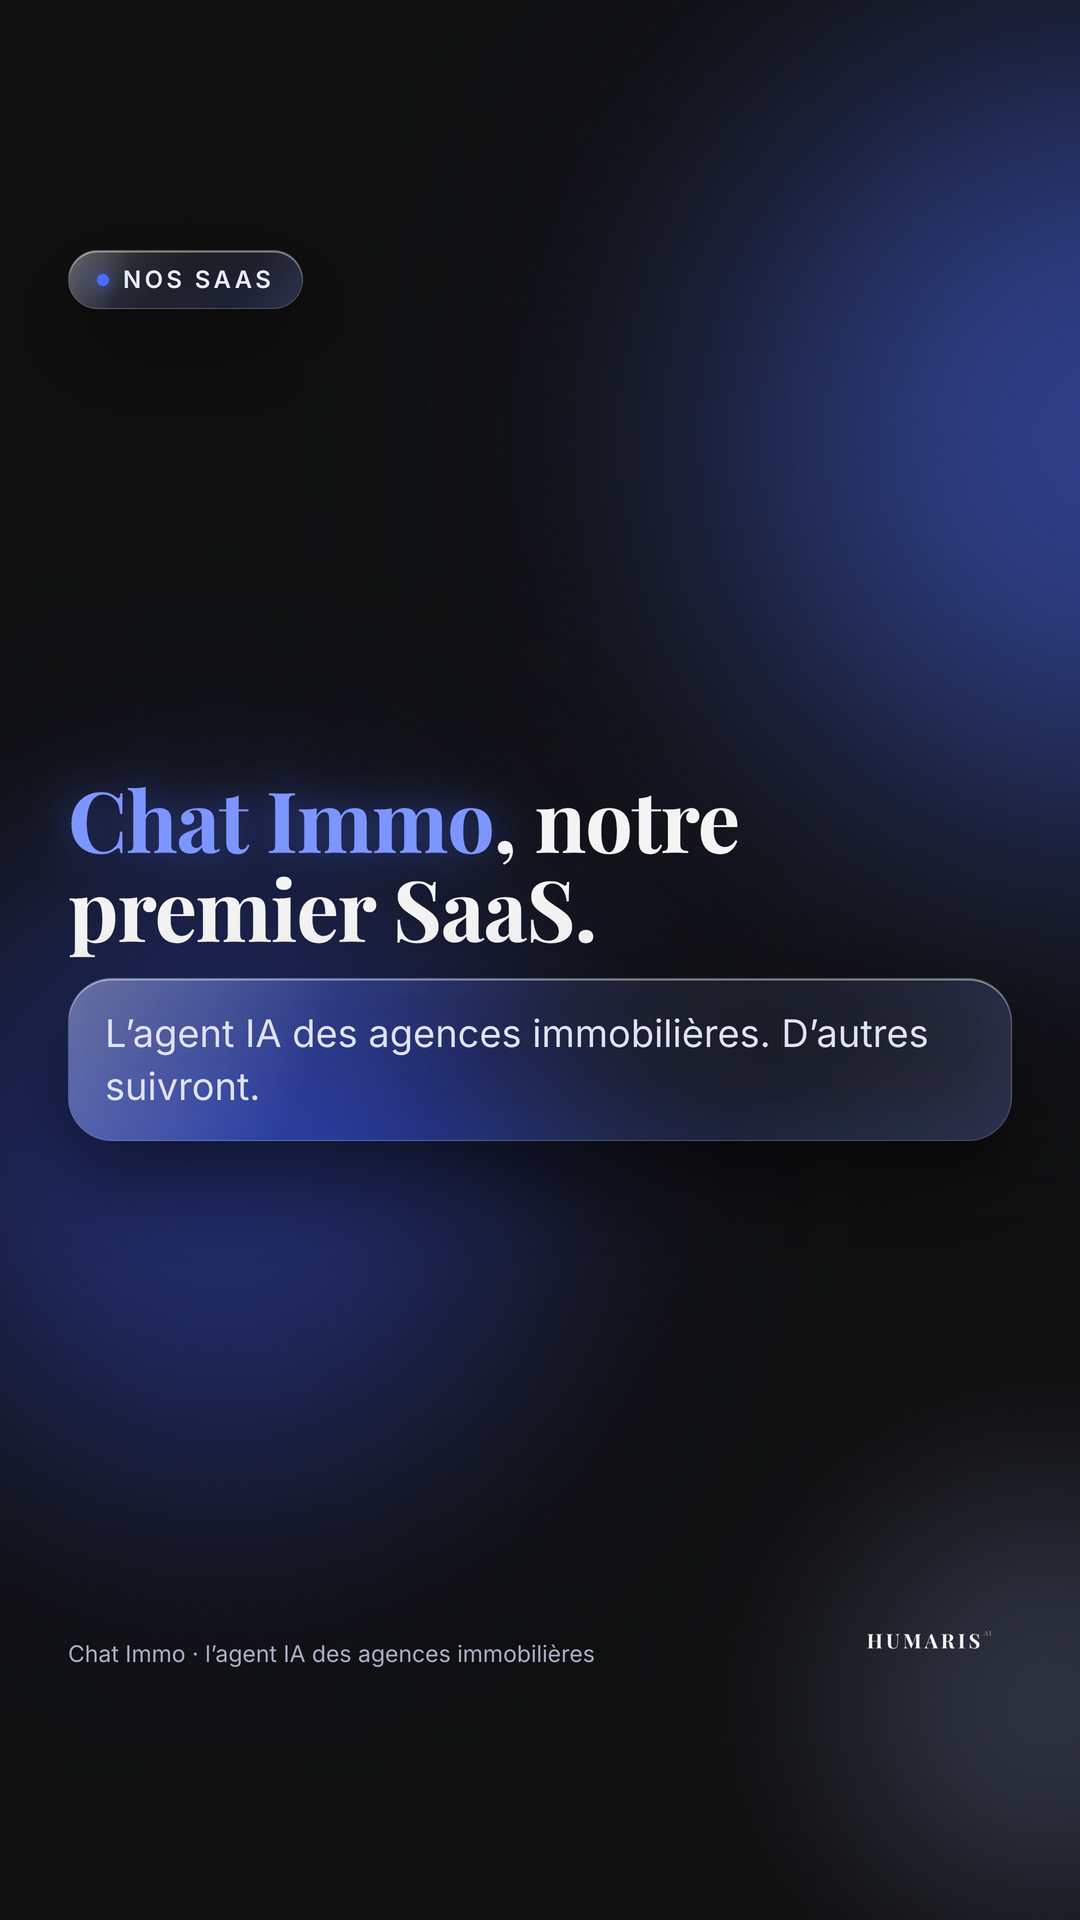 NOS SAAS
Chat Immo, notre
premier SaaS.
L’agent IA des agences immobilières. D’autres
suivront.
Chat Immo · l’agent IA des agences immobilières
HUMARIS AI